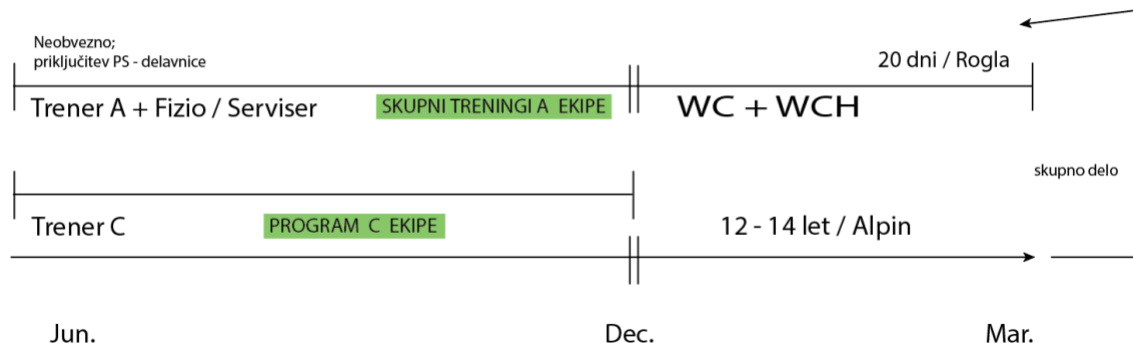 Neobvezno;
priključitev PS - delavnice
20 dni / Rogla
Trener A + Fizio / Serviser
SKUPNI TRENINGI A EKIPE
WC + WCH
skupno delo
Trener C
PROGRAM C EKIPE
12 - 14 let / Alpin
Jun.
Dec.
Mar.